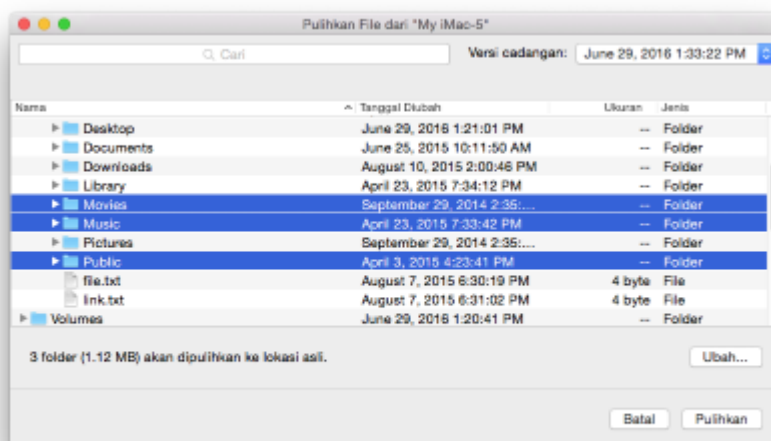 Pulihkan File dari "My iMac-5"
Cari Versi cadangan: June 29, 2016 1:33:22 PM
Nama Tanggal Diubah Ukuran Jenis
Desktop June 29, 2016 1:21:01 PM -- Folder
Documents June 25, 2015 10:11:50 AM -- Folder
Downloads August 10, 2015 2:00:46 PM -- Folder
Library April 23, 2015 7:34:12 PM -- Folder
Movies September 29, 2014 2:35:... -- Folder
Music April 23, 2015 7:33:42 PM -- Folder
Pictures September 29, 2014 2:35:... -- Folder
Public April 3, 2015 4:23:41 PM -- Folder
file.txt August 7, 2015 6:30:19 PM 4 byte File
link.txt August 7, 2015 6:31:02 PM 4 byte File
Volumes June 29, 2016 1:20:41 PM -- Folder
3 folder (1.12 MB) akan dipulihkan ke lokasi asli. Ubah...
Batal Pulihkan